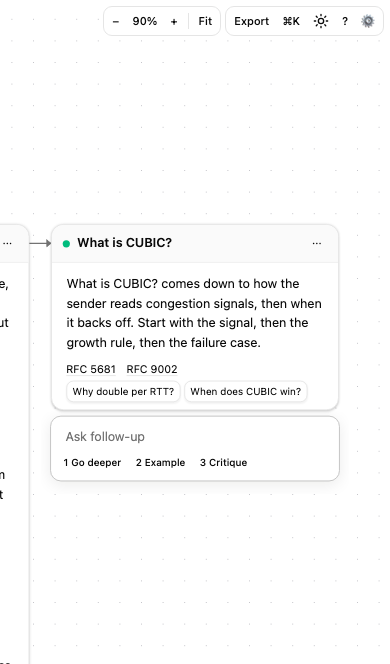 − 90% + Fit Export ⌘K ?
... What is CUBIC? ...
e,
ut
What is CUBIC? comes down to how the
sender reads congestion signals, then when
it backs off. Start with the signal, then the
growth rule, then the failure case.
RFC 5681 RFC 9002
Why double per RTT? When does CUBIC win?
Ask follow-up
1 Go deeper 2 Example 3 Critique
t